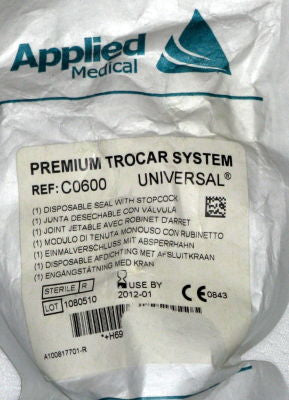 Applied
Medical
PREMIUM TROCAR SYSTEM
REF: C0600 UNIVERSAL®
(1) DISPOSABLE SEAL WITH STOPCOCK
(1) JUNTA DESECHABLE CON VÁLVULA
(1) JOINT JETABLE AVEC ROBINET D'ARRET
(1) MODULO DI TENUTA MONOUSO CON RUBINETTO
(1) EINMALVERSCHLUSS MIT ABSPERRHAHN
(1) DISPOSABLE AFDICHTING MET AFSLUITKRAAN
(1) ENGÅNGSTÄTNING MED KRAN
STERILE R USE BY
2012-01
LOT 1080510 CE 0843
*+H69
A100817701-R